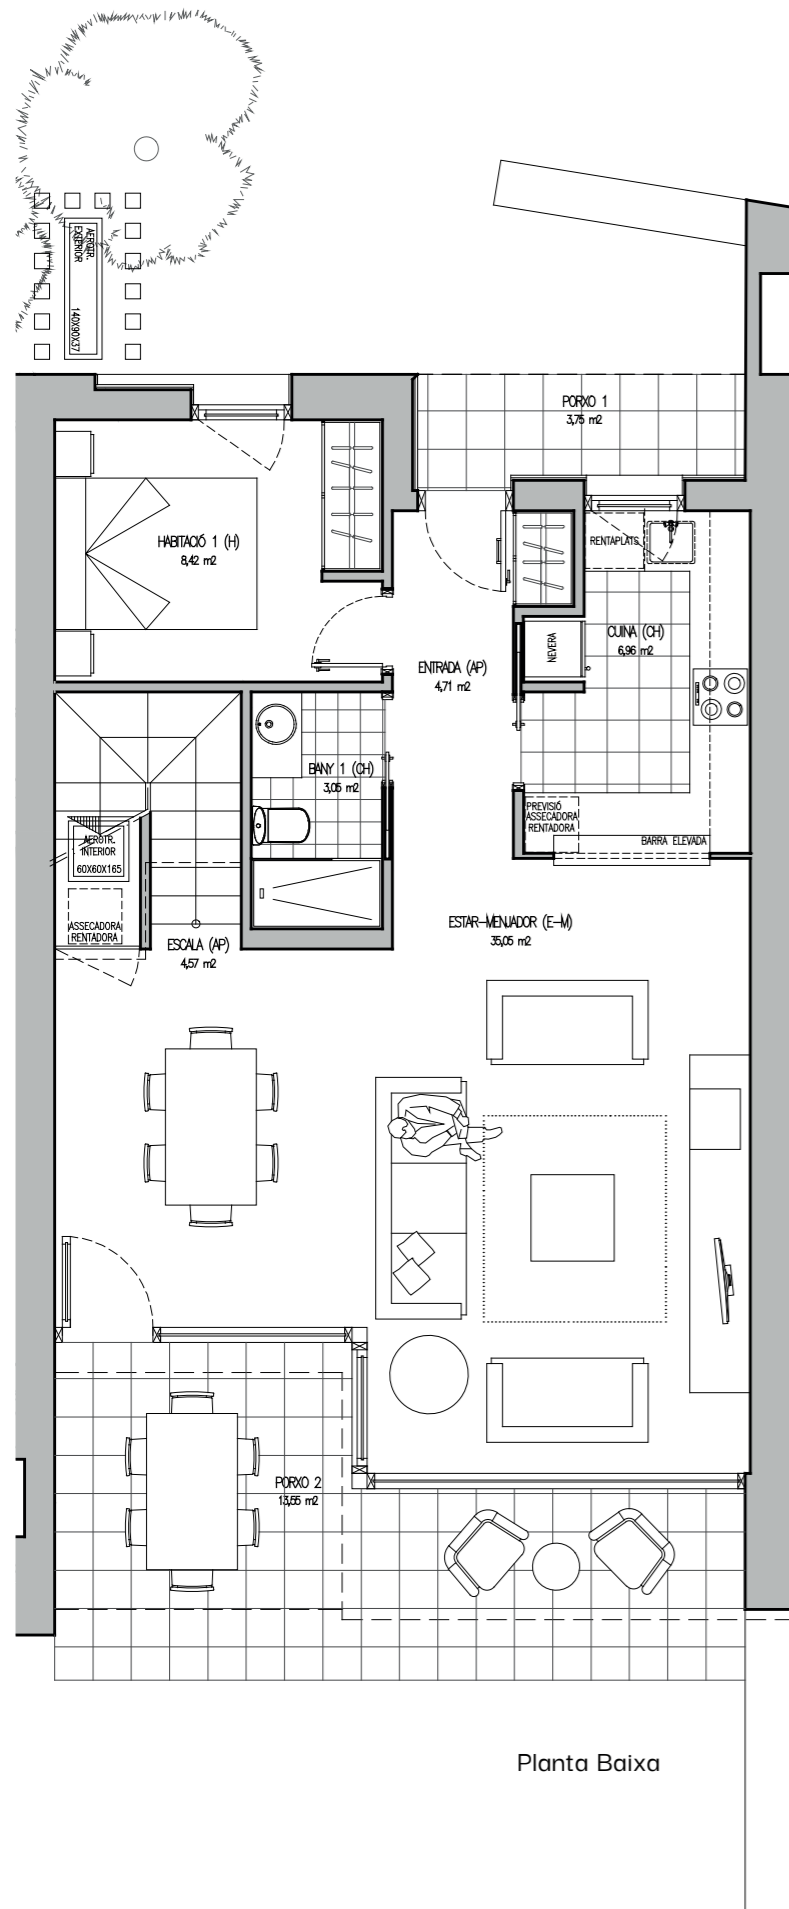 AEROTR.
EXTERIOR
140X90X37
PORXO 1
3,75 m2
HABITACIÓ 1 (H)
8,42 m2
RENTAPLATS
ENTRADA (AP)
4,71 m2
NEVERA
CUINA (CH)
6,96 m2
BANY 1 (CH)
3,05 m2
AEROTR.
INTERIOR
60X60X165
PREVISIÓ
ASSECADORA
RENTADORA
BARRA ELEVADA
ASSECADORA
RENTADORA
ESCALA (AP)
4,57 m2
ESTAR-MENJADOR (E-M)
35,05 m2
PORXO 2
13,55 m2
Planta Baixa